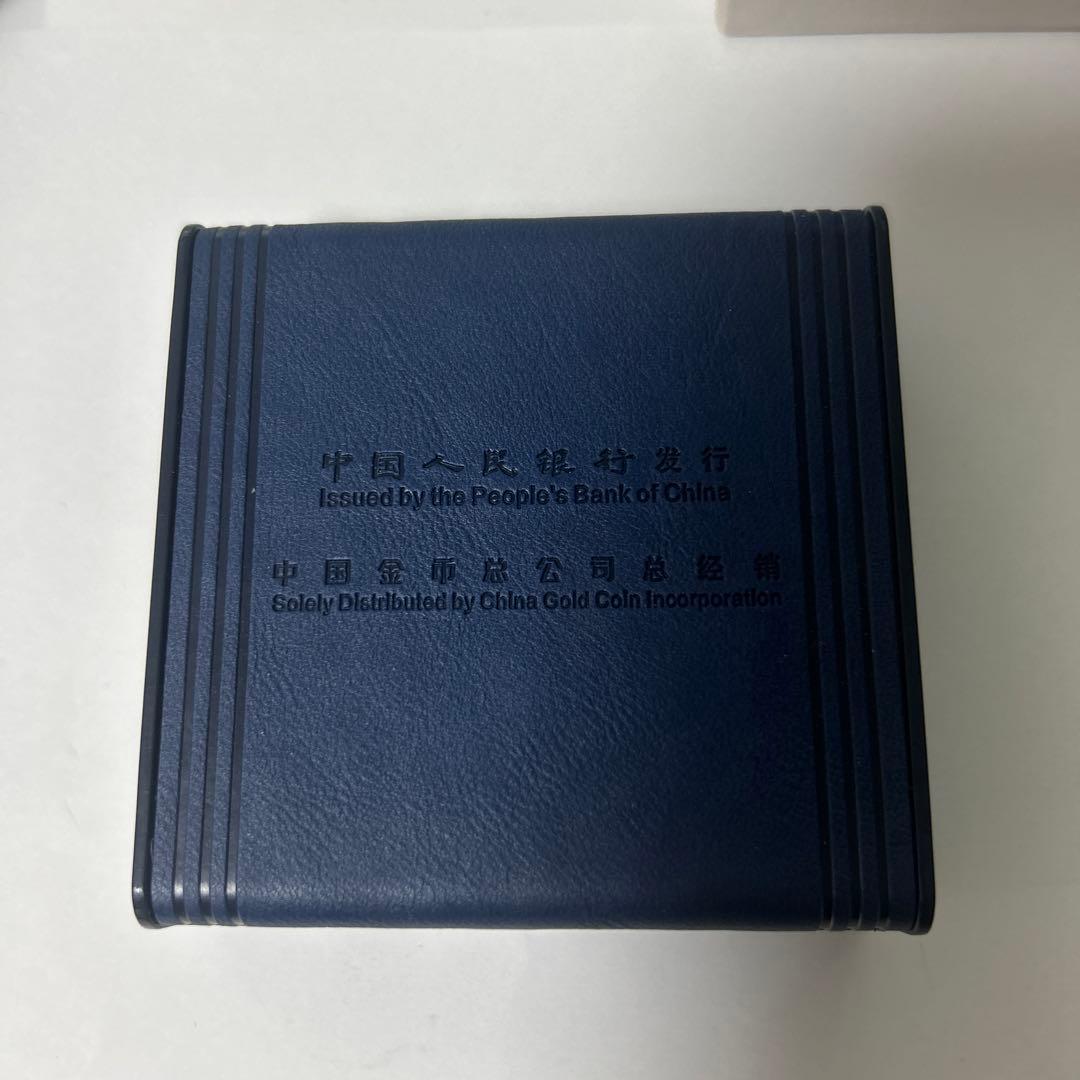 中国人民银行发行
Issued by the People's Bank of China
中国金币总公司总经销
Solely Distributed by China Gold Coin Incorporation